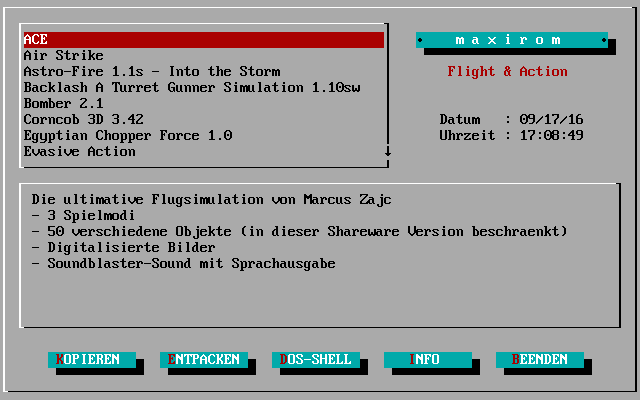 ACE
Air Strike
Astro-Fire 1.1s - Into the Storm
Backlash A Turret Gunner Simulation 1.10sw
Bomber 2.1
Corncob 3D 3.42
Egyptian Chopper Force 1.0
Evasive Action
maxirom
Flight & Action
Datum : 09/17/16
Uhrzeit : 17:08:49
Die ultimative Flugsimulation von Marcus Zajc
- 3 Spielmodi
- 50 verschiedene Objekte (in dieser Shareware Version beschraenkt)
- Digitalisierte Bilder
- Soundblaster-Sound mit Sprachausgabe
KOPIEREN ENTPACKEN DOS-SHELL INFO BEENDEN